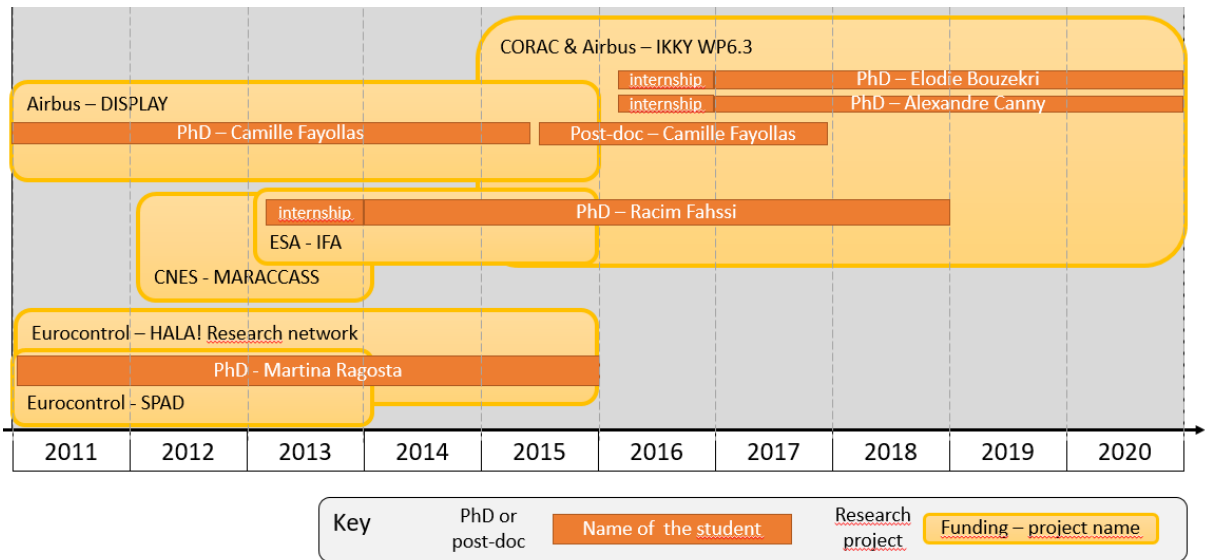 CORAC & Airbus – IKKY WP6.3
internship
PhD – Elodie Bouzekri
Airbus – DISPLAY
internship
PhD – Alexandre Canny
PhD – Camille Fayollas
Post-doc – Camille Fayollas
internship
PhD – Racim Fahssi
ESA - IFA
CNES - MARACCASS
Eurocontrol – HALA! Research network
PhD - Martina Ragosta
Eurocontrol - SPAD
2011
2012
2013
2014
2015
2016
2017
2018
2019
2020
Key
PhD or
post-doc
Name of the student
Research
project
Funding – project name